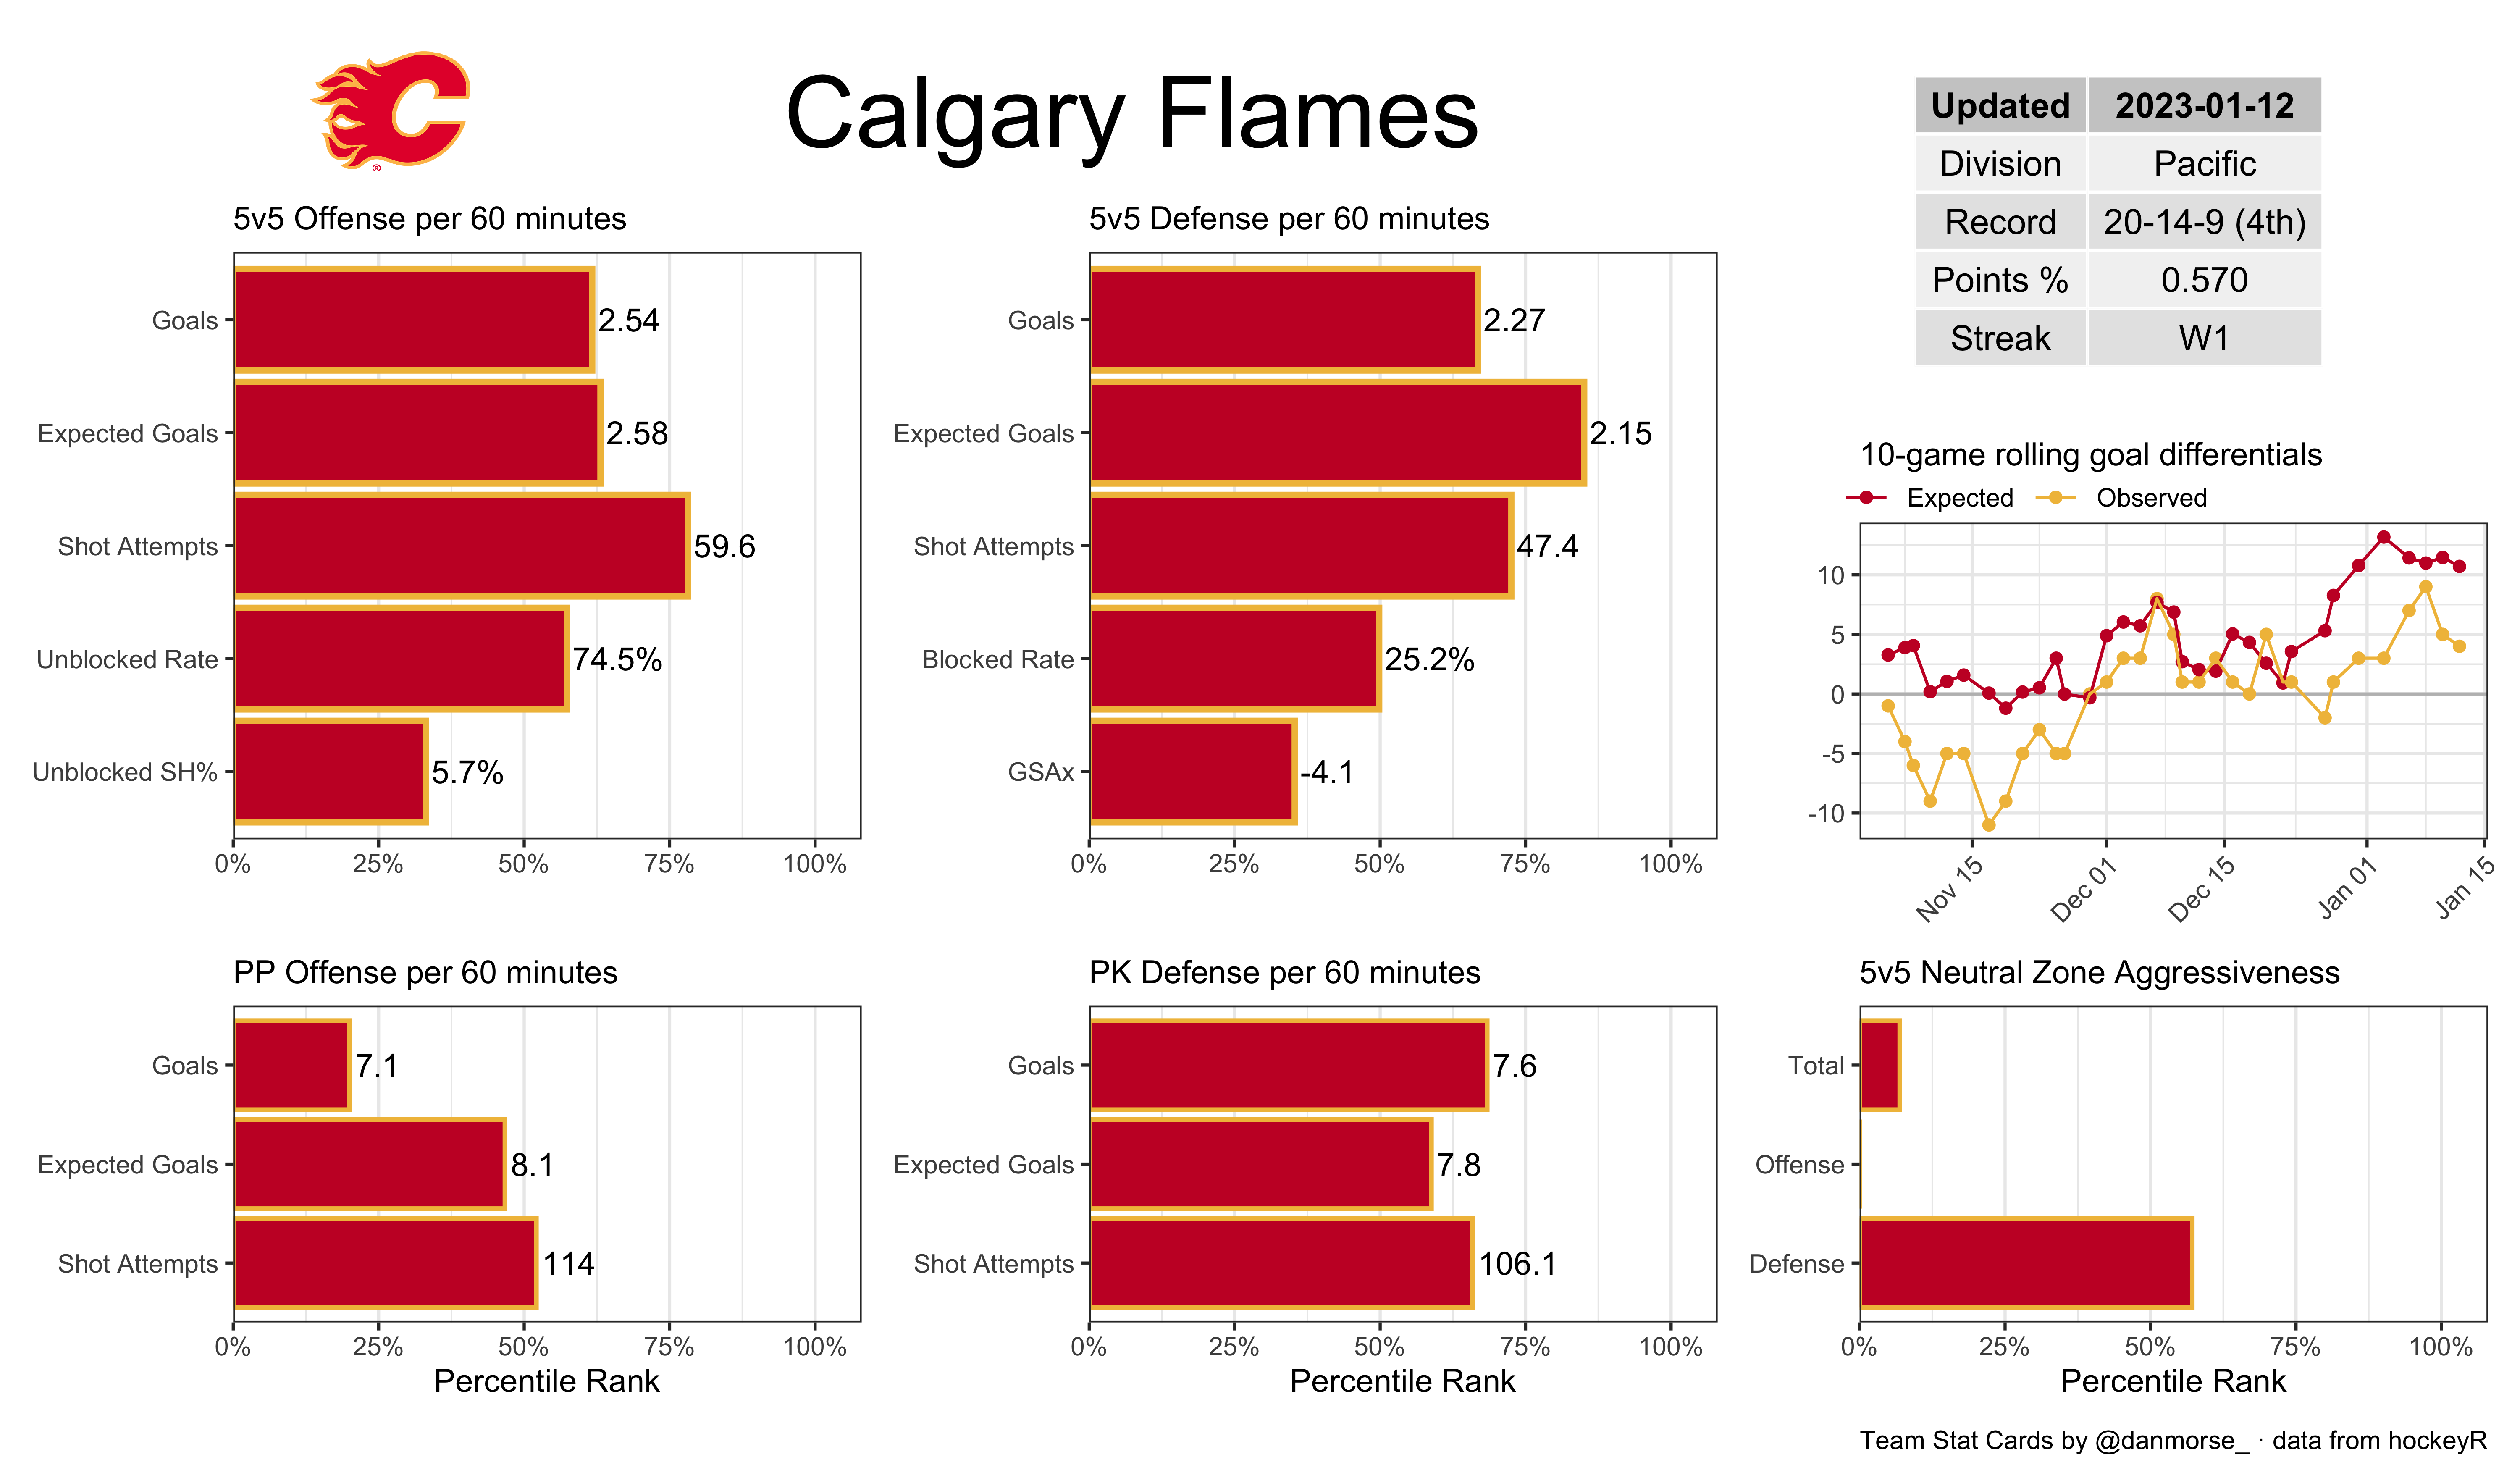 Calgary Flames
®
Updated 2023-01-12
Division Pacific
Record 20-14-9 (4th)
Points % 0.570
Streak W1
5v5 Offense per 60 minutes
Goals 2.54
Expected Goals 2.58
Shot Attempts 59.6
Unblocked Rate 74.5%
Unblocked SH% 5.7%
0% 25% 50% 75% 100%
5v5 Defense per 60 minutes
Goals 2.27
Expected Goals 2.15
Shot Attempts 47.4
Blocked Rate 25.2%
GSAx -4.1
0% 25% 50% 75% 100%
10-game rolling goal differentials
Expected Observed
10
5
0
-5
-10
Nov 15 Dec 01 Dec 15 Jan 01 Jan 15
PP Offense per 60 minutes
Goals 7.1
Expected Goals 8.1
Shot Attempts 114
0% 25% 50% 75% 100%
Percentile Rank
PK Defense per 60 minutes
Goals 7.6
Expected Goals 7.8
Shot Attempts 106.1
0% 25% 50% 75% 100%
Percentile Rank
5v5 Neutral Zone Aggressiveness
Total
Offense
Defense
0% 25% 50% 75% 100%
Percentile Rank
Team Stat Cards by @danmorse_ · data from hockeyR